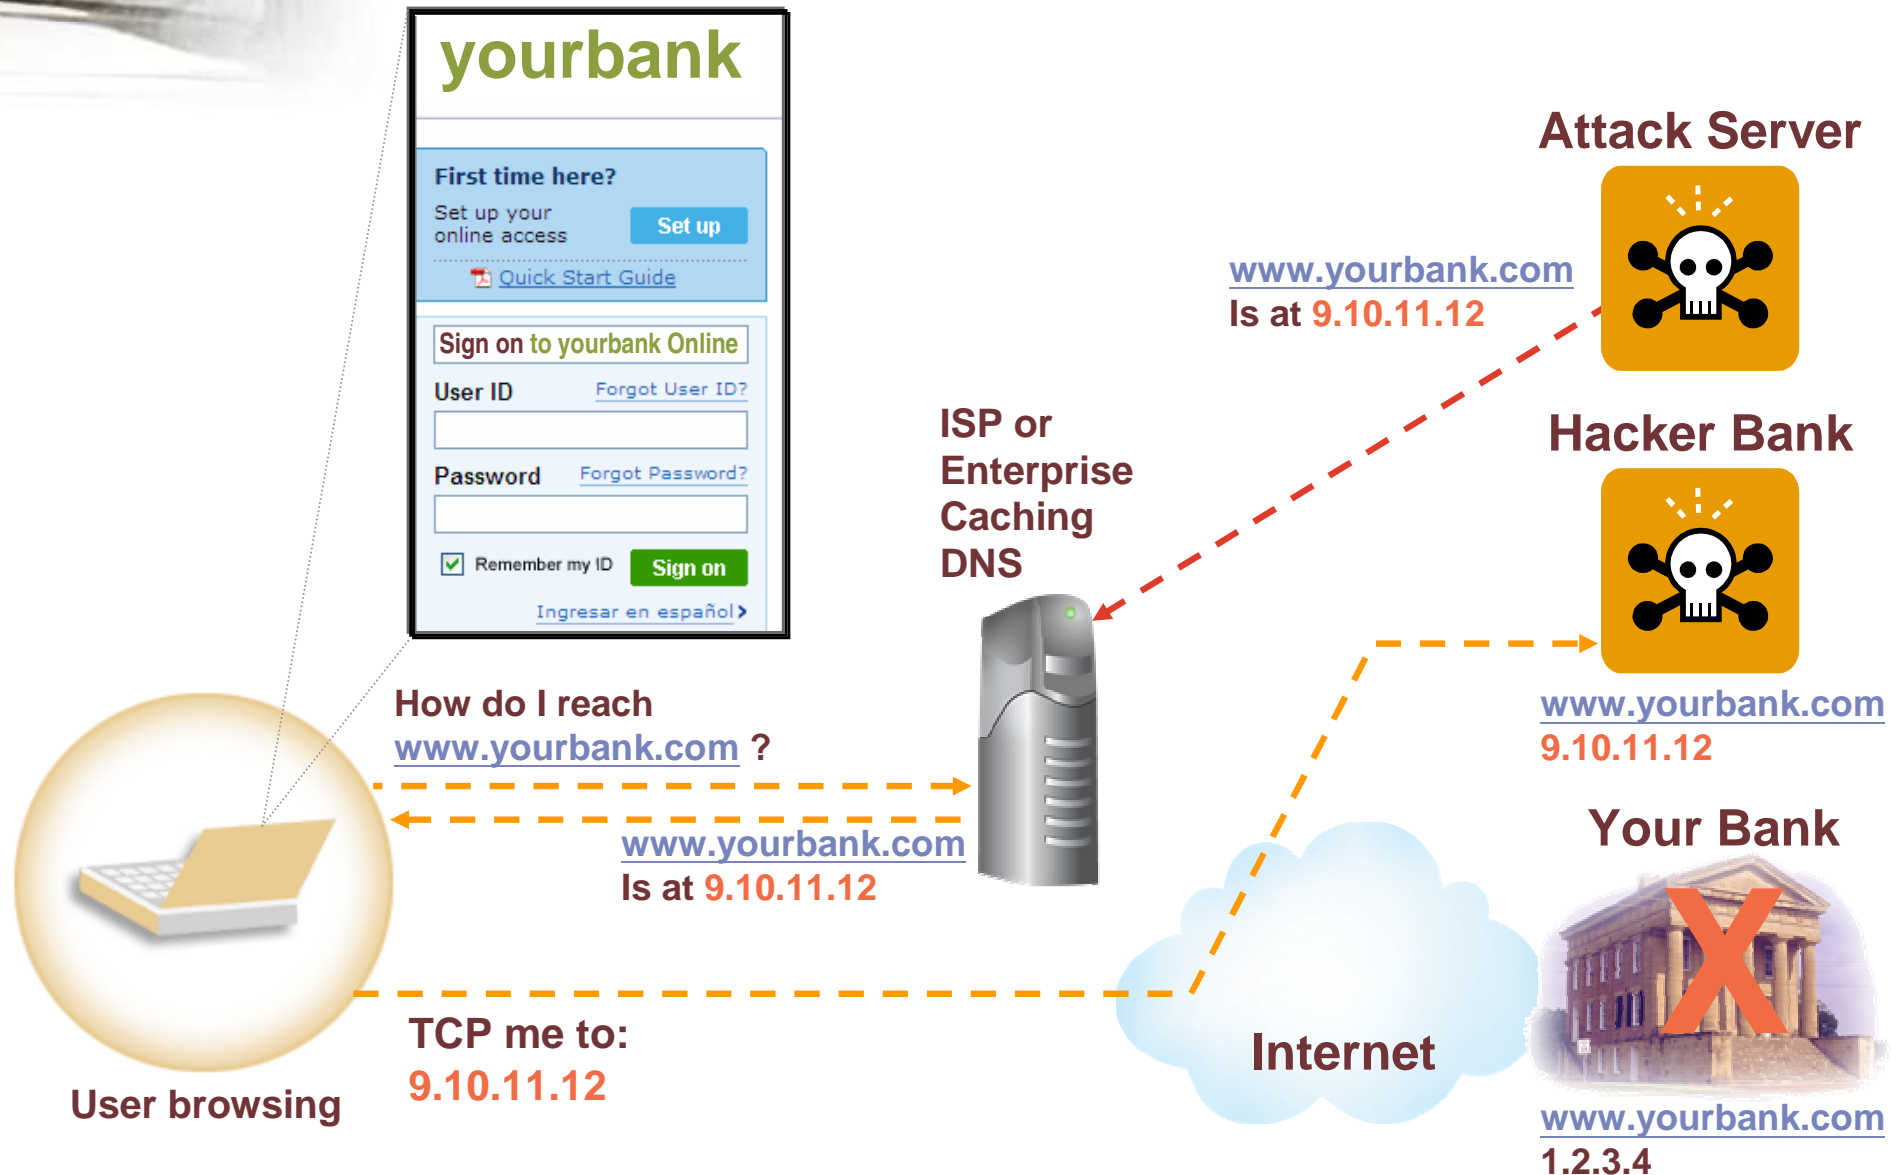 yourbank
First time here?
Set up your
online access
Set up
Quick Start Guide
Sign on to yourbank Online
User ID
Forgot User ID?
Password
Forgot Password?
Remember my ID
Sign on
Ingresar en español
Attack Server
www.yourbank.com
Is at 9.10.11.12
ISP or
Enterprise
Caching
DNS
Hacker Bank
www.yourbank.com
9.10.11.12
How do I reach
www.yourbank.com ?
www.yourbank.com
Is at 9.10.11.12
Your Bank
X
www.yourbank.com
1.2.3.4
Internet
TCP me to:
9.10.11.12
User browsing